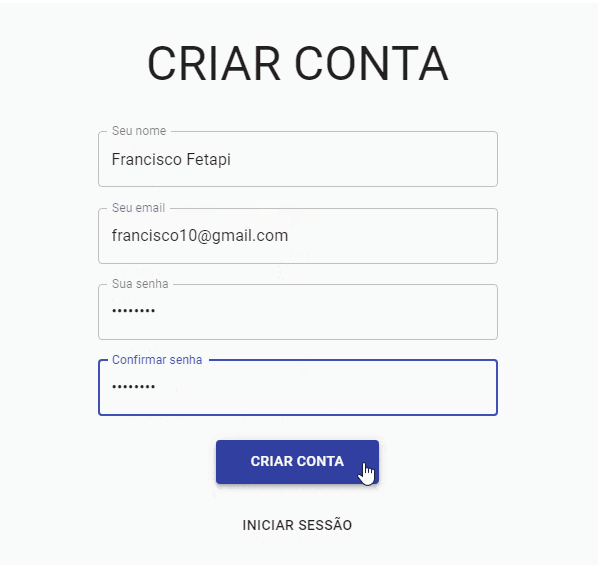 CRIAR CONTA
Seu nome
Francisco Fetapi
Seu email
francisco10@gmail.com
Sua senha
••••••••
Confirmar senha
••••••••
CRIAR CONTA
INICIAR SESSÃO